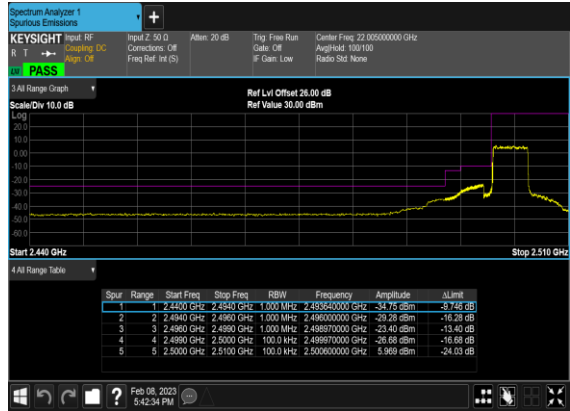 Spectrum Analyzer 1
Spurious Emissions
KEYSIGHT Input: RF Input Z: 50 Ω Atten: 20 dB Trig: Free Run Center Freq: 22.005000000 GHz
R T Coupling: DC Corrections: Off Gate: Off Avg|Hold: 100/100
Align: Off Freq Ref: Int (S) IF Gain: Low Radio Std: None
PASS
3 All Range Graph
Ref Lvl Offset 26.00 dB
Scale/Div 10.0 dB Ref Value 30.00 dBm
Log
20.0
10.0
0.00
-10.0
-20.0
-30.0
-40.0
-50.0
-60.0
Start 2.440 GHz Stop 2.510 GHz
4 All Range Table
Spur Range Start Freq Stop Freq RBW Frequency Amplitude ΔLimit
1 1 2.4400 GHz 2.4940 GHz 1.000 MHz 2.493640000 GHz -34.75 dBm -9.746 dB
2 2 2.4940 GHz 2.4960 GHz 1.000 MHz 2.496000000 GHz -29.28 dBm -16.28 dB
3 3 2.4960 GHz 2.4990 GHz 1.000 MHz 2.498970000 GHz -23.40 dBm -13.40 dB
4 4 2.4990 GHz 2.5000 GHz 100.0 kHz 2.499970000 GHz -26.68 dBm -16.68 dB
5 5 2.5000 GHz 2.5100 GHz 100.0 kHz 2.500600000 GHz 5.969 dBm -24.03 dB
? Feb 08, 2023
5:42:34 PM